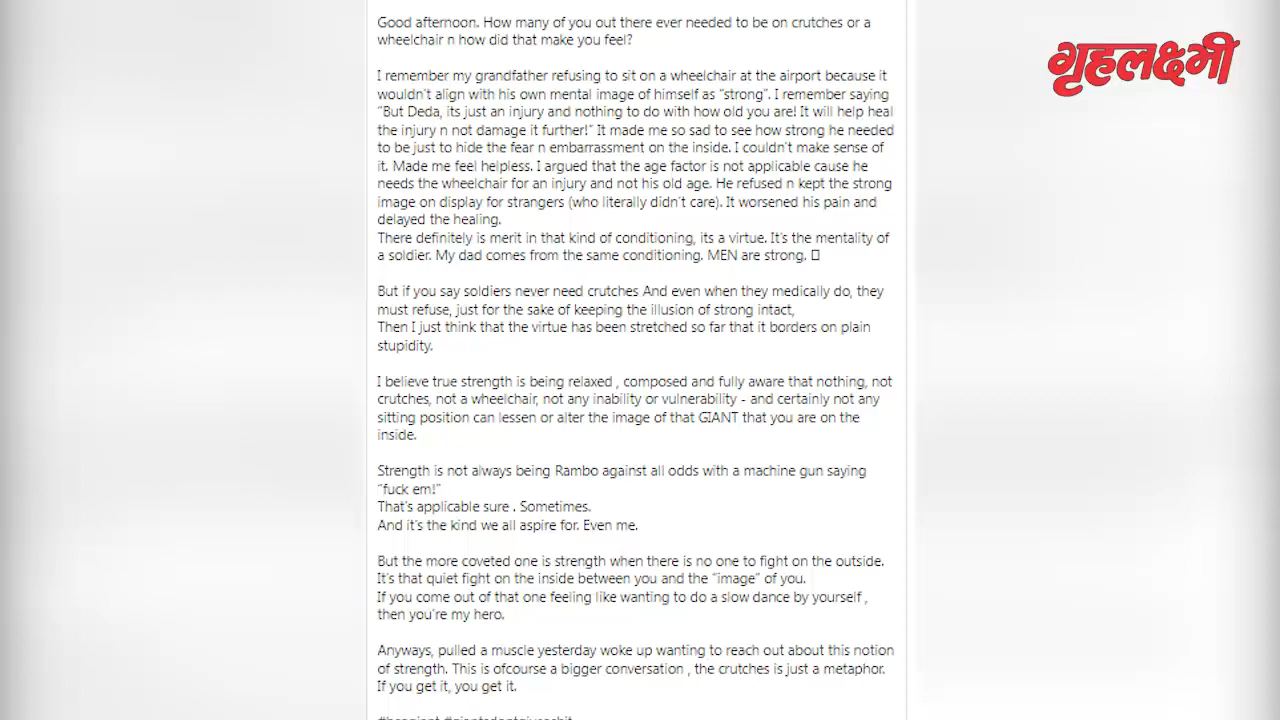 Good afternoon. How many of you out there ever needed to be on crutches or a
wheelchair n how did that make you feel?
गृहलक्ष्मी
I remember my grandfather refusing to sit on a wheelchair at the airport because it
wouldn't align with his own mental image of himself as “strong”. I remember saying
“But Deda, its just an injury and nothing to do with how old you are! It will help heal
the injury n not damage it further!” It made me so sad to see how strong he needed
to be just to hide the fear n embarrassment on the inside. I couldn't make sense of
it. Made me feel helpless. I argued that the age factor is not applicable cause he
needs the wheelchair for an injury and not his old age. He refused n kept the strong
image on display for strangers (who literally didn't care). It worsened his pain and
delayed the healing.
There definitely is merit in that kind of conditioning, its a virtue. It's the mentality of
a soldier. My dad comes from the same conditioning. MEN are strong. 
But if you say soldiers never need crutches And even when they medically do, they
must refuse, just for the sake of keeping the illusion of strong intact,
Then I just think that the virtue has been stretched so far that it borders on plain
stupidity.
I believe true strength is being relaxed , composed and fully aware that nothing, not
crutches, not a wheelchair, not any inability or vulnerability - and certainly not any
sitting position can lessen or alter the image of that GIANT that you are on the
inside.
Strength is not always being Rambo against all odds with a machine gun saying
“fuck em!”
That's applicable sure . Sometimes.
And it's the kind we all aspire for. Even me.
But the more coveted one is strength when there is no one to fight on the outside.
It's that quiet fight on the inside between you and the “image” of you.
If you come out of that one feeling like wanting to do a slow dance by yourself ,
then you're my hero.
Anyways, pulled a muscle yesterday woke up wanting to reach out about this notion
of strength. This is ofcourse a bigger conversation , the crutches is just a metaphor.
If you get it, you get it.